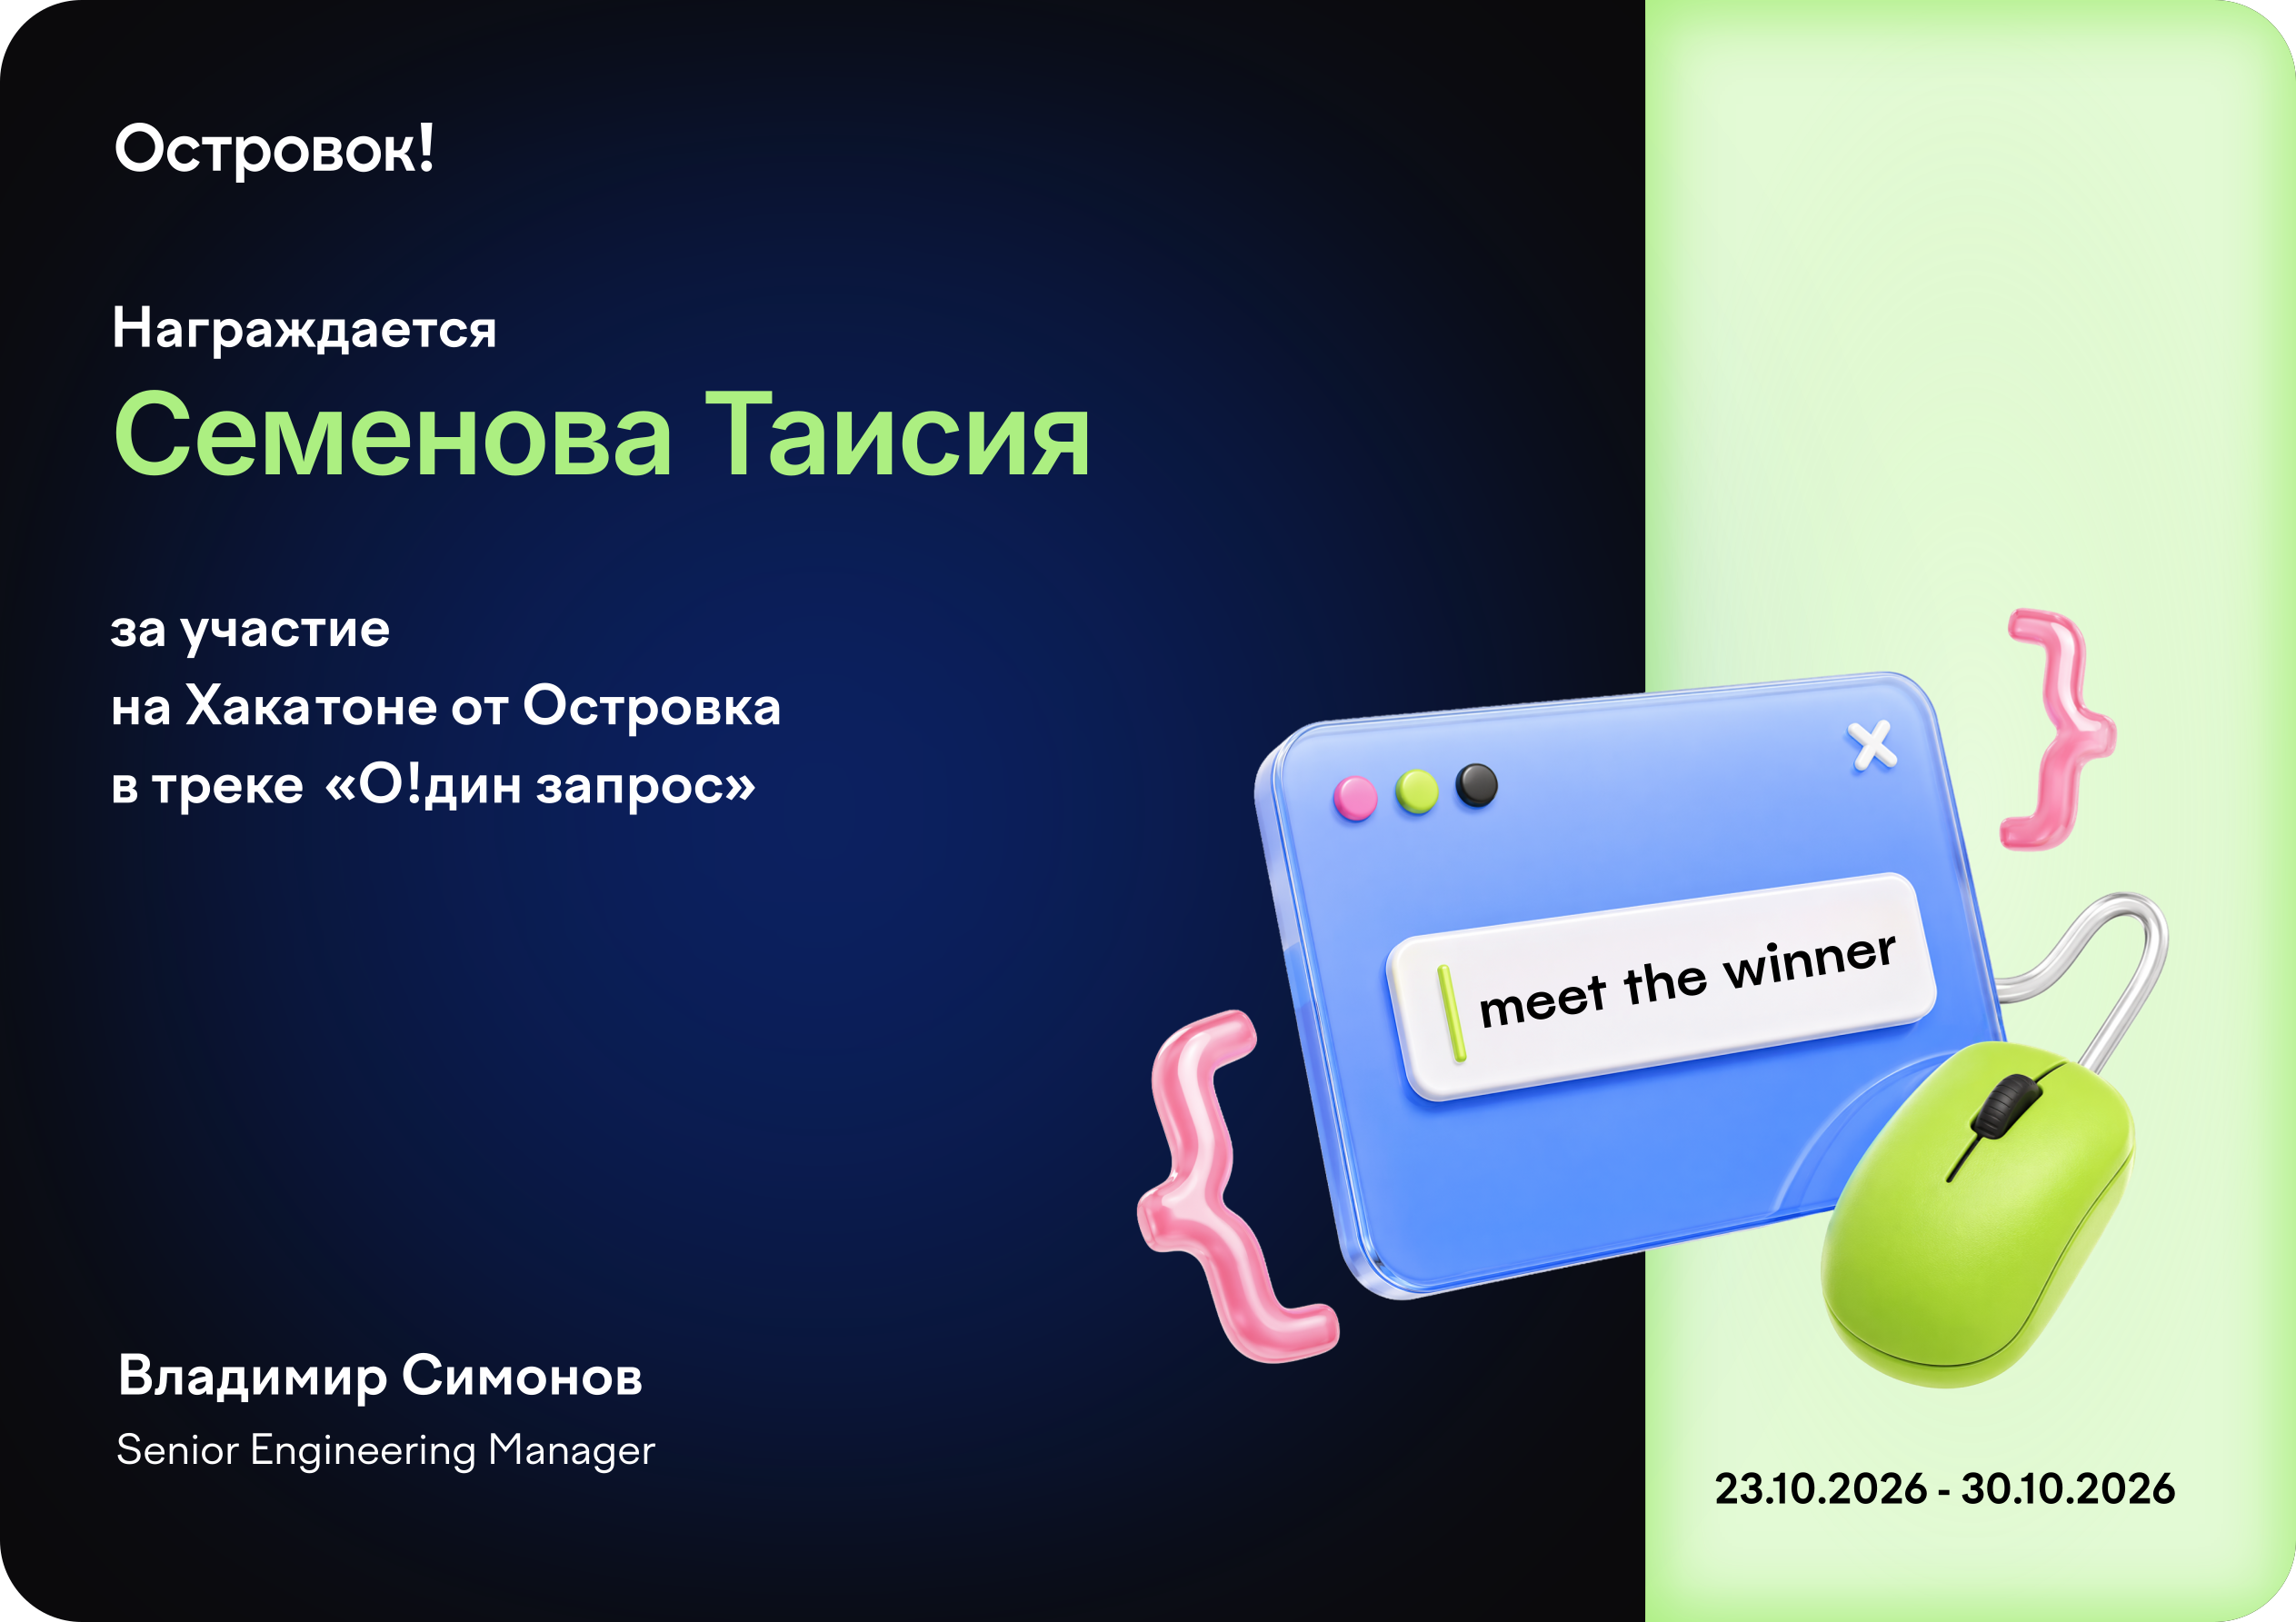 Островок!
Награждается
Семенова Таисия
за участие
на Хакатоне от Островка
в треке «О!дин запрос»
meet the winner
Владимир Симонов
Senior Engineering Manager
23.10.2026 - 30.10.2026